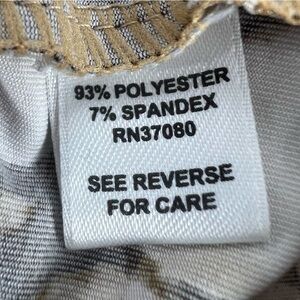 93% POLYESTER
7% SPANDEX
RN37080
SEE REVERSE
FOR CARE